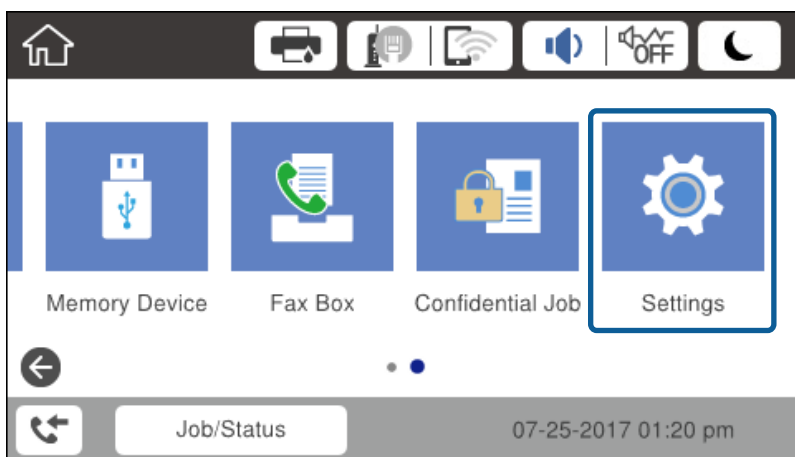 OFF
Memory Device
Fax Box
Confidential Job
Settings
Job/Status
07-25-2017 01:20 pm